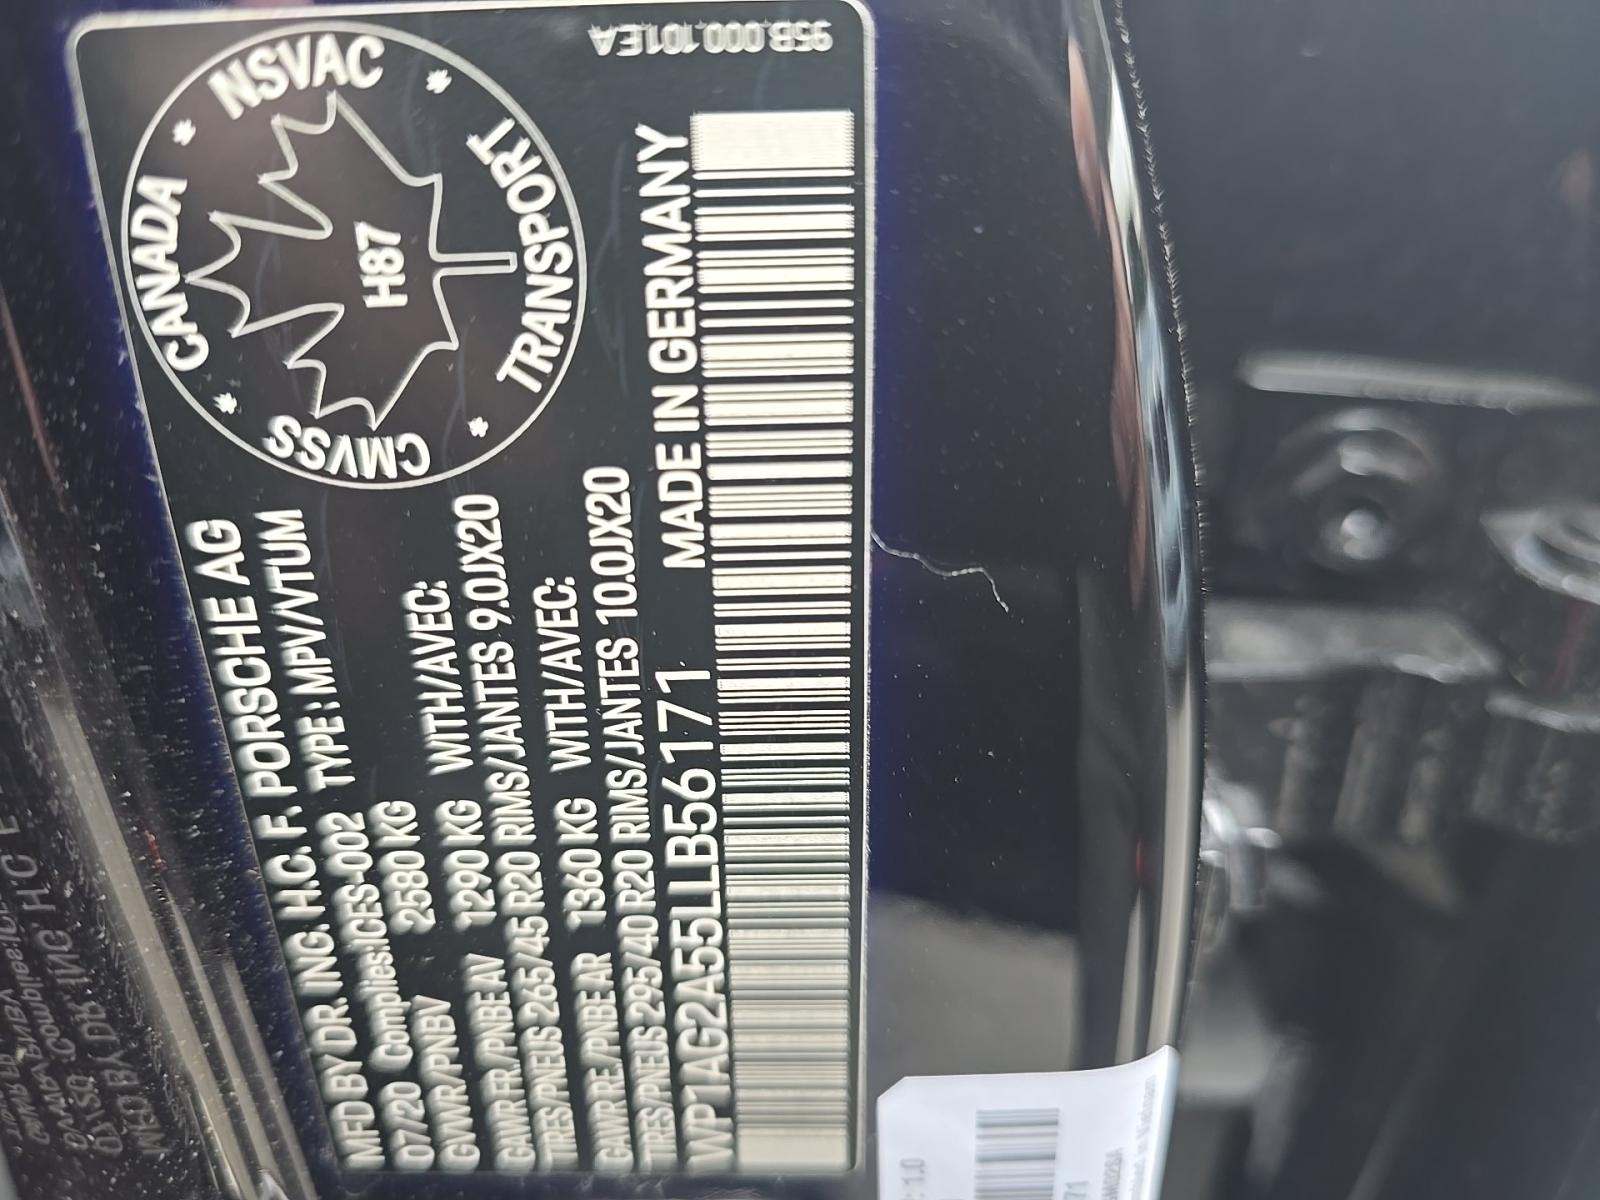 MFD BY DR. ING. H.C. F. PORSCHE AG
07/20 Complies:ICES-002 TYPE: MPV/VTUM
GVWR/PNBV 2580 KG
GAWR FR/PNBE AV 1290 KG WITH/AVEC:
TIRES/PNEUS 265/45 R20 RIMS/JANTES 9.0JX20
GAWR RE/PNBE AR 1360 KG WITH/AVEC:
TIRES/PNEUS 295/40 R20 RIMS/JANTES 10.0JX20
WP1AG2A55LLB56171 MADE IN GERMANY
CANADA
NSVAC
TRANSPORT
CMVSS
H87
95B.000.101EA